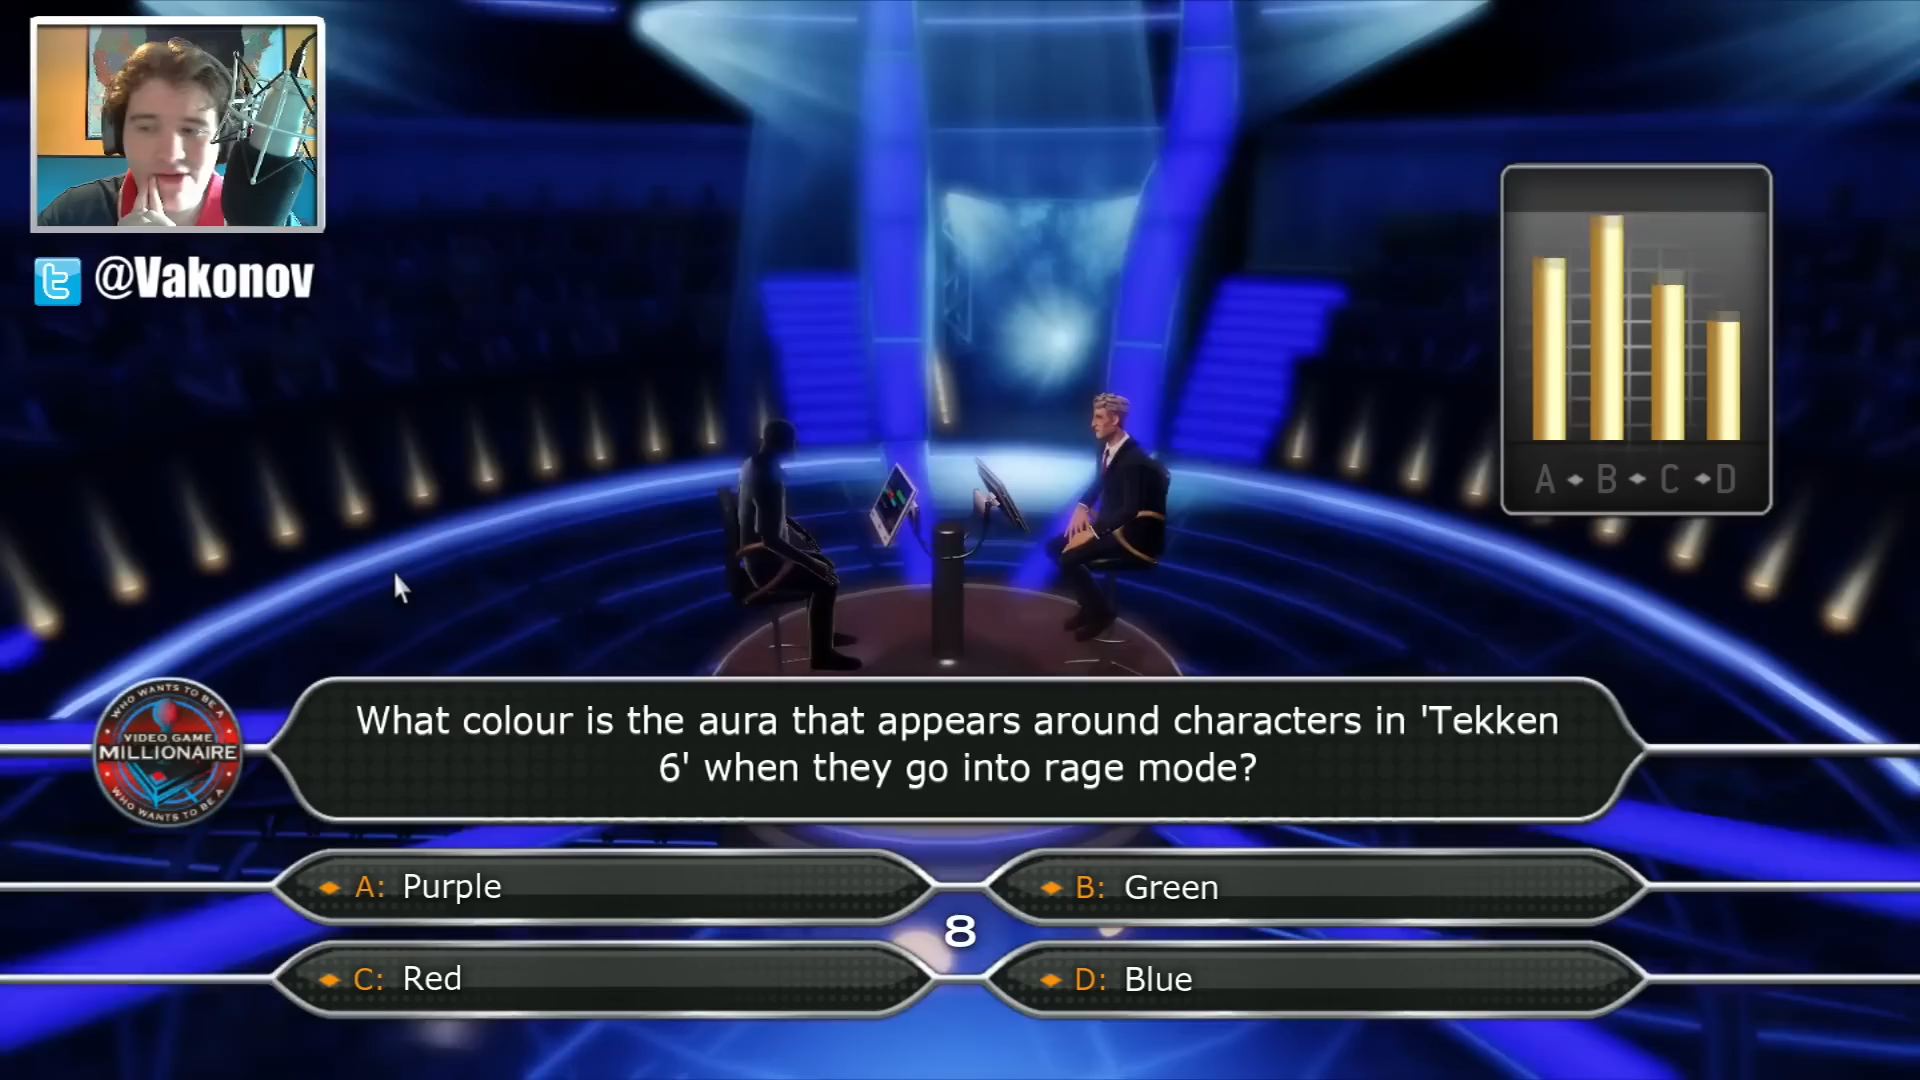 @Vakonov
A B C D
WHO WANTS TO BE A
VIDEO GAME
MILLIONAIRE
WHO WANTS TO BE A
What colour is the aura that appears around characters in 'Tekken
6' when they go into rage mode?
A: Purple
B: Green
8
C: Red
D: Blue